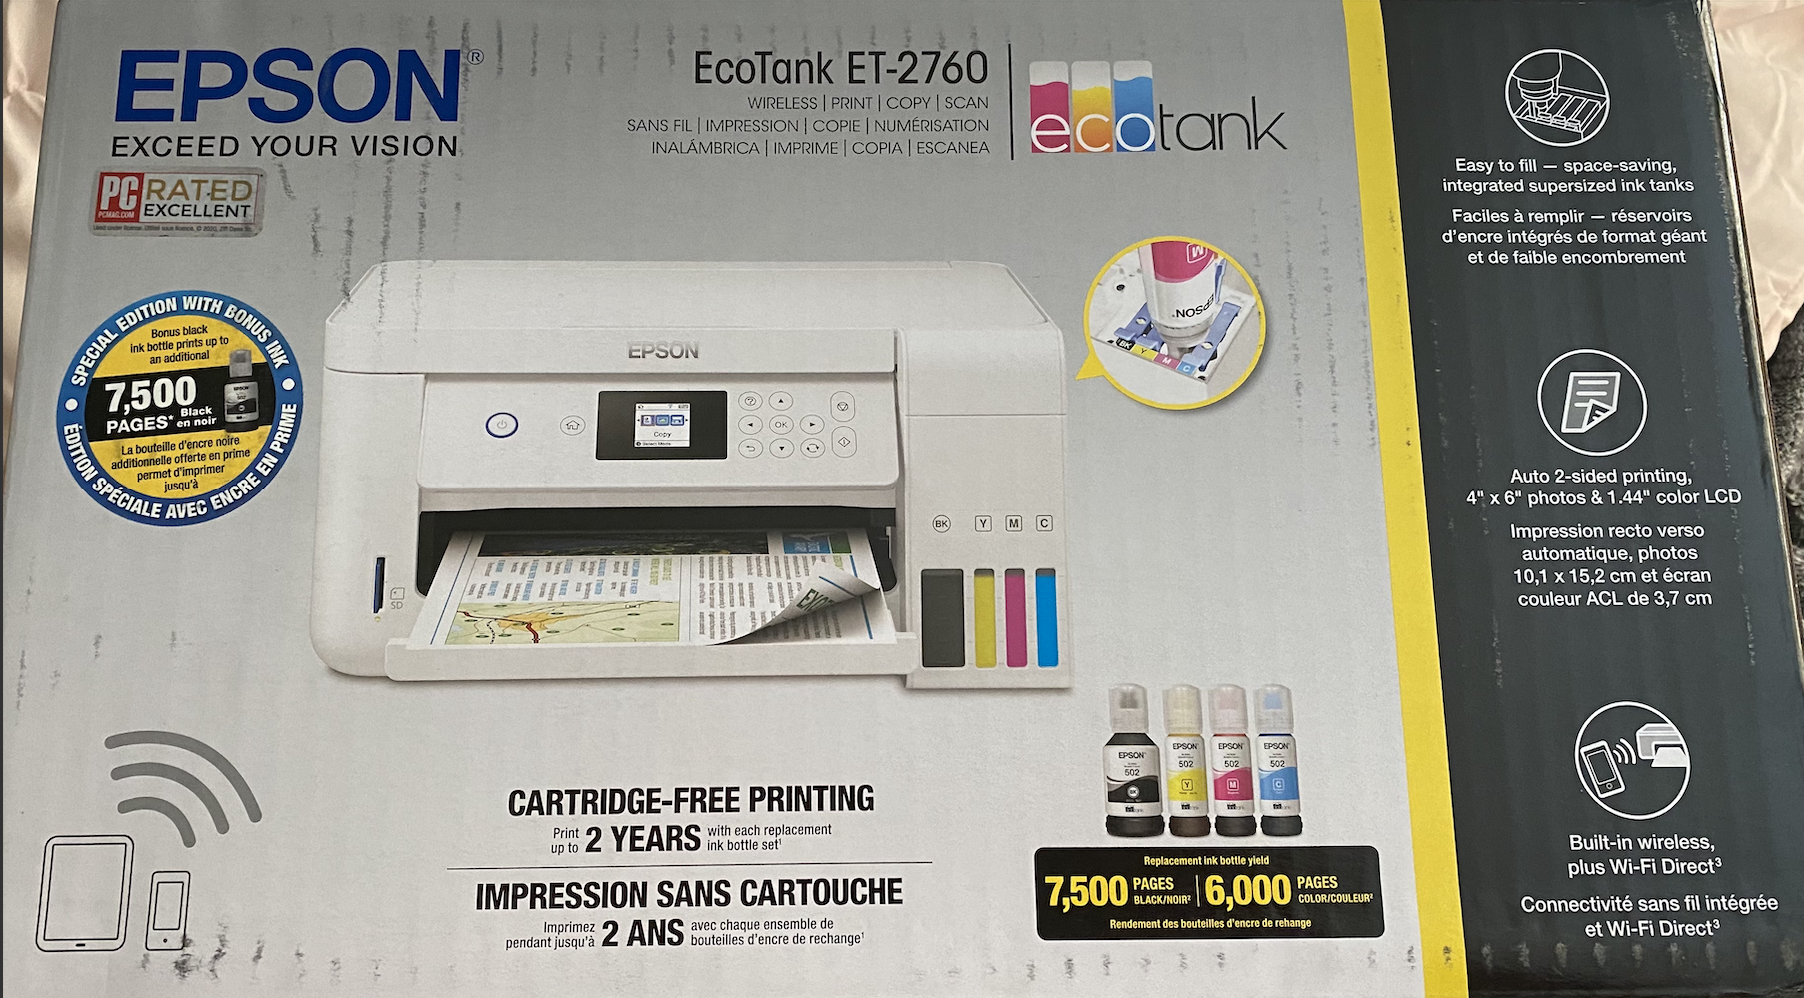 EPSON®
EXCEED YOUR VISION
PC RATED
EXCELLENT
PCMAG.COM
EcoTank ET-2760
WIRELESS | PRINT | COPY | SCAN
SANS FIL | IMPRESSION | COPIE | NUMÉRISATION
INALÁMBRICA | IMPRIME | COPIA | ESCANEA
ecotank
SPECIAL EDITION WITH BONUS INK
Bonus black
ink bottle prints up to
an additional
7,500
PAGES* Black
en noir
La bouteille d'encre noire
additionnelle offerte en prime
permet d'imprimer
jusqu'à
ÉDITION SPÉCIALE AVEC ENCRE EN PRIME
EPSON
Copy
OK
SD
BK Y M C
M
EPSON
BK Y M C
CARTRIDGE-FREE PRINTING
Print
up to 2 YEARS with each replacement
ink bottle set¹
IMPRESSION SANS CARTOUCHE
Imprimez
pendant jusqu'à 2 ANS avec chaque ensemble de
bouteilles d'encre de rechange¹
EPSON EPSON EPSON EPSON
502 502 502 502
BK Y M C
Replacement ink bottle yield
7,500 PAGES BLACK/NOIR² | 6,000 PAGES COLOR/COULEUR²
Rendement des bouteilles d'encre de rehange
Easy to fill — space-saving,
integrated supersized ink tanks
Faciles à remplir — réservoirs
d'encre intégrés de format géant
et de faible encombrement
Auto 2-sided printing,
4" x 6" photos & 1.44" color LCD
Impression recto verso
automatique, photos
10,1 x 15,2 cm et écran
couleur ACL de 3,7 cm
Built-in wireless,
plus Wi-Fi Direct³
Connectivité sans fil intégrée
et Wi-Fi Direct³